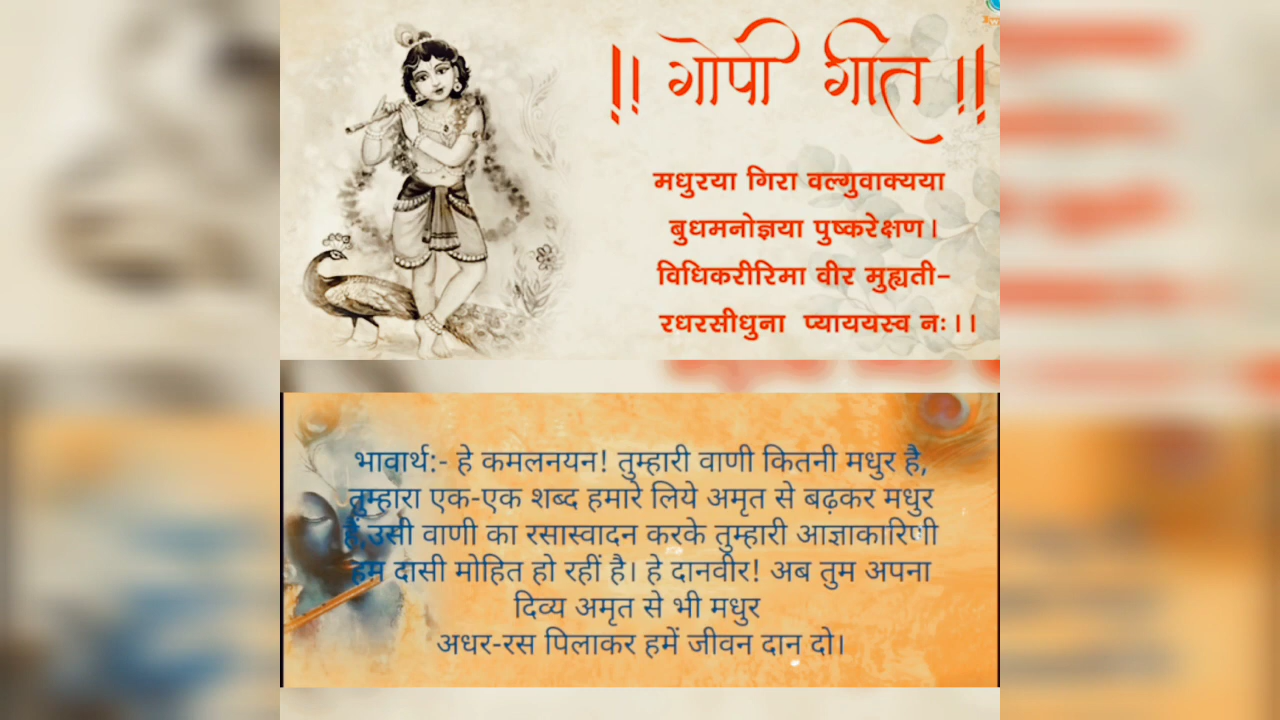 || गोपी गीत ||
मधुरया गिरा वल्गुवाक्यया
बुधमनोज्ञया पुष्करेक्षण।
विधिकरीरिमा वीर मुह्यती-
रधरसीधुना प्याययस्व नः।।
भावार्थ:- हे कमलनयन! तुम्हारी वाणी कितनी मधुर है,
तुम्हारा एक-एक शब्द हमारे लिये अमृत से बढ़कर मधुर
है,उसी वाणी का रसास्वादन करके तुम्हारी आज्ञाकारिणी
हम दासी मोहित हो रहीं है। हे दानवीर! अब तुम अपना
दिव्य अमृत से भी मधुर
अधर-रस पिलाकर हमें जीवन दान दो।